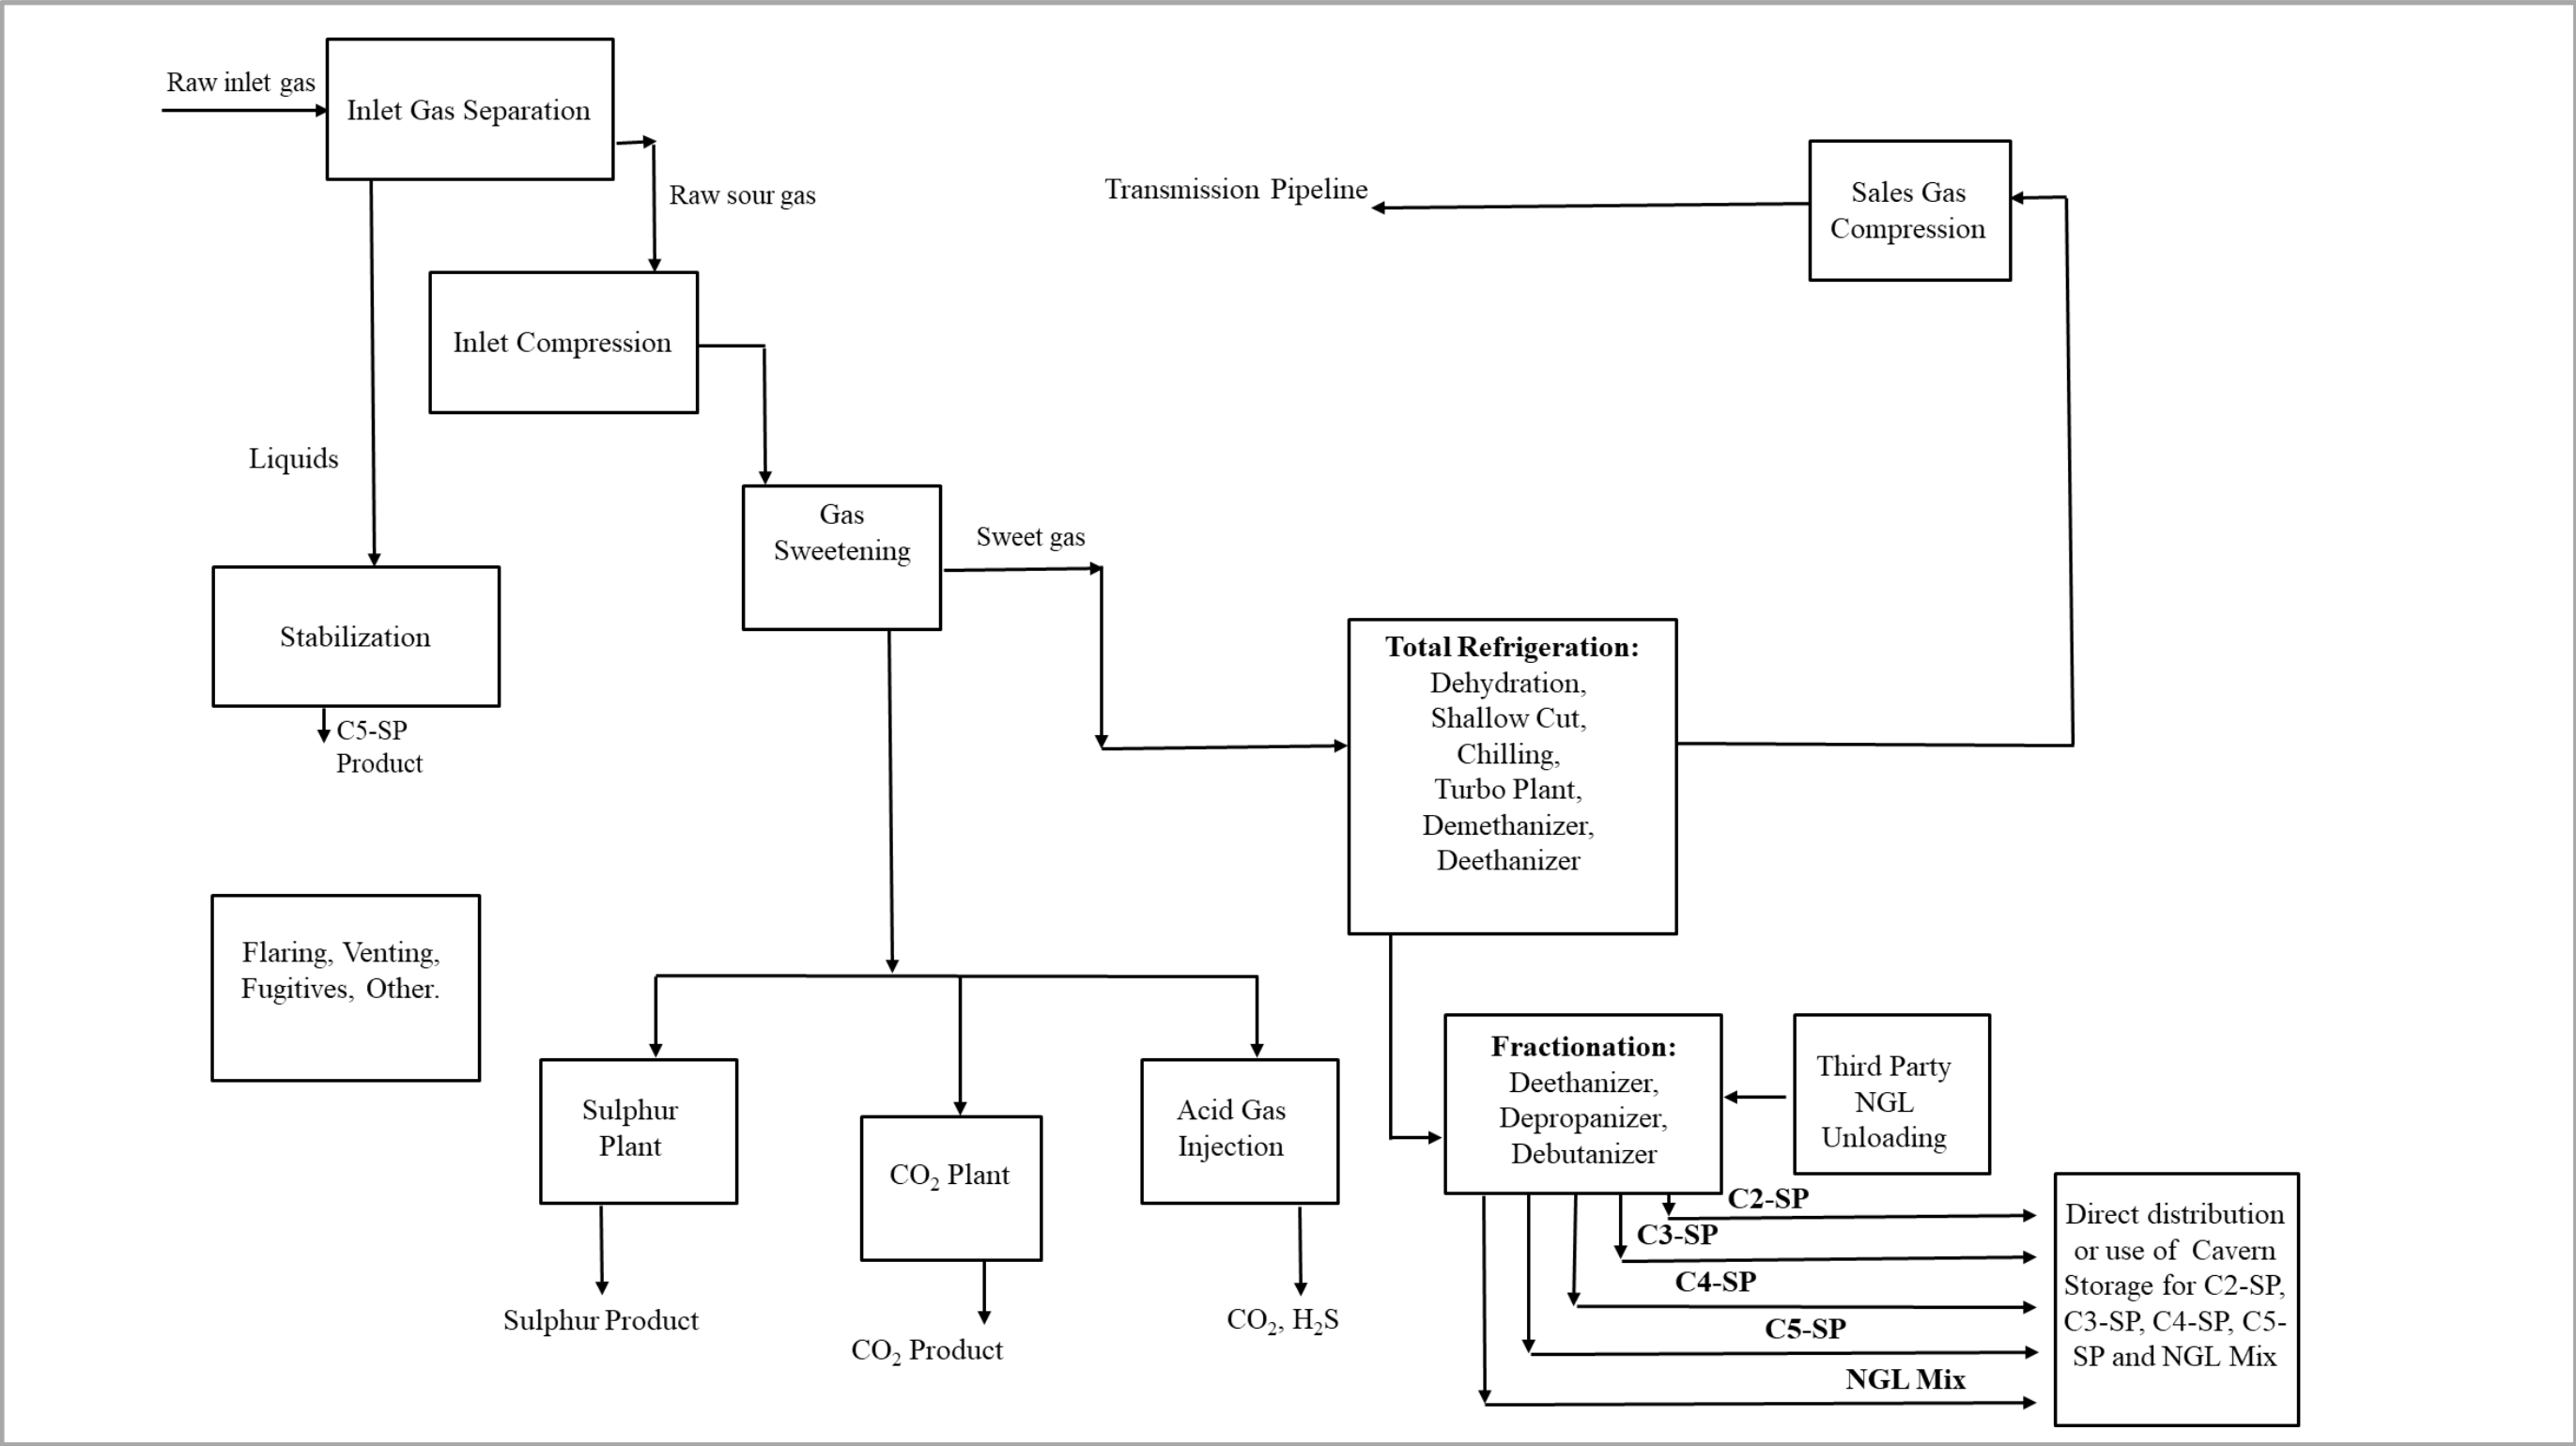 Raw inlet gas
Inlet Gas Separation
Raw sour gas
Transmission Pipeline
Sales Gas
Compression
Inlet Compression
Liquids
Gas
Sweetening
Sweet gas
Stabilization
C5-SP
Product
Total Refrigeration:
Dehydration,
Shallow Cut,
Chilling,
Turbo Plant,
Demethanizer,
Deethanizer
Flaring, Venting,
Fugitives, Other.
Sulphur
Plant
CO₂ Plant
Acid Gas
Injection
Fractionation:
Deethanizer,
Depropanizer,
Debutanizer
Third Party
NGL
Unloading
Sulphur Product
CO₂ Product
CO₂, H₂S
C2-SP
C3-SP
C4-SP
C5-SP
NGL Mix
Direct distribution
or use of Cavern
Storage for C2-SP,
C3-SP, C4-SP, C5-
SP and NGL Mix